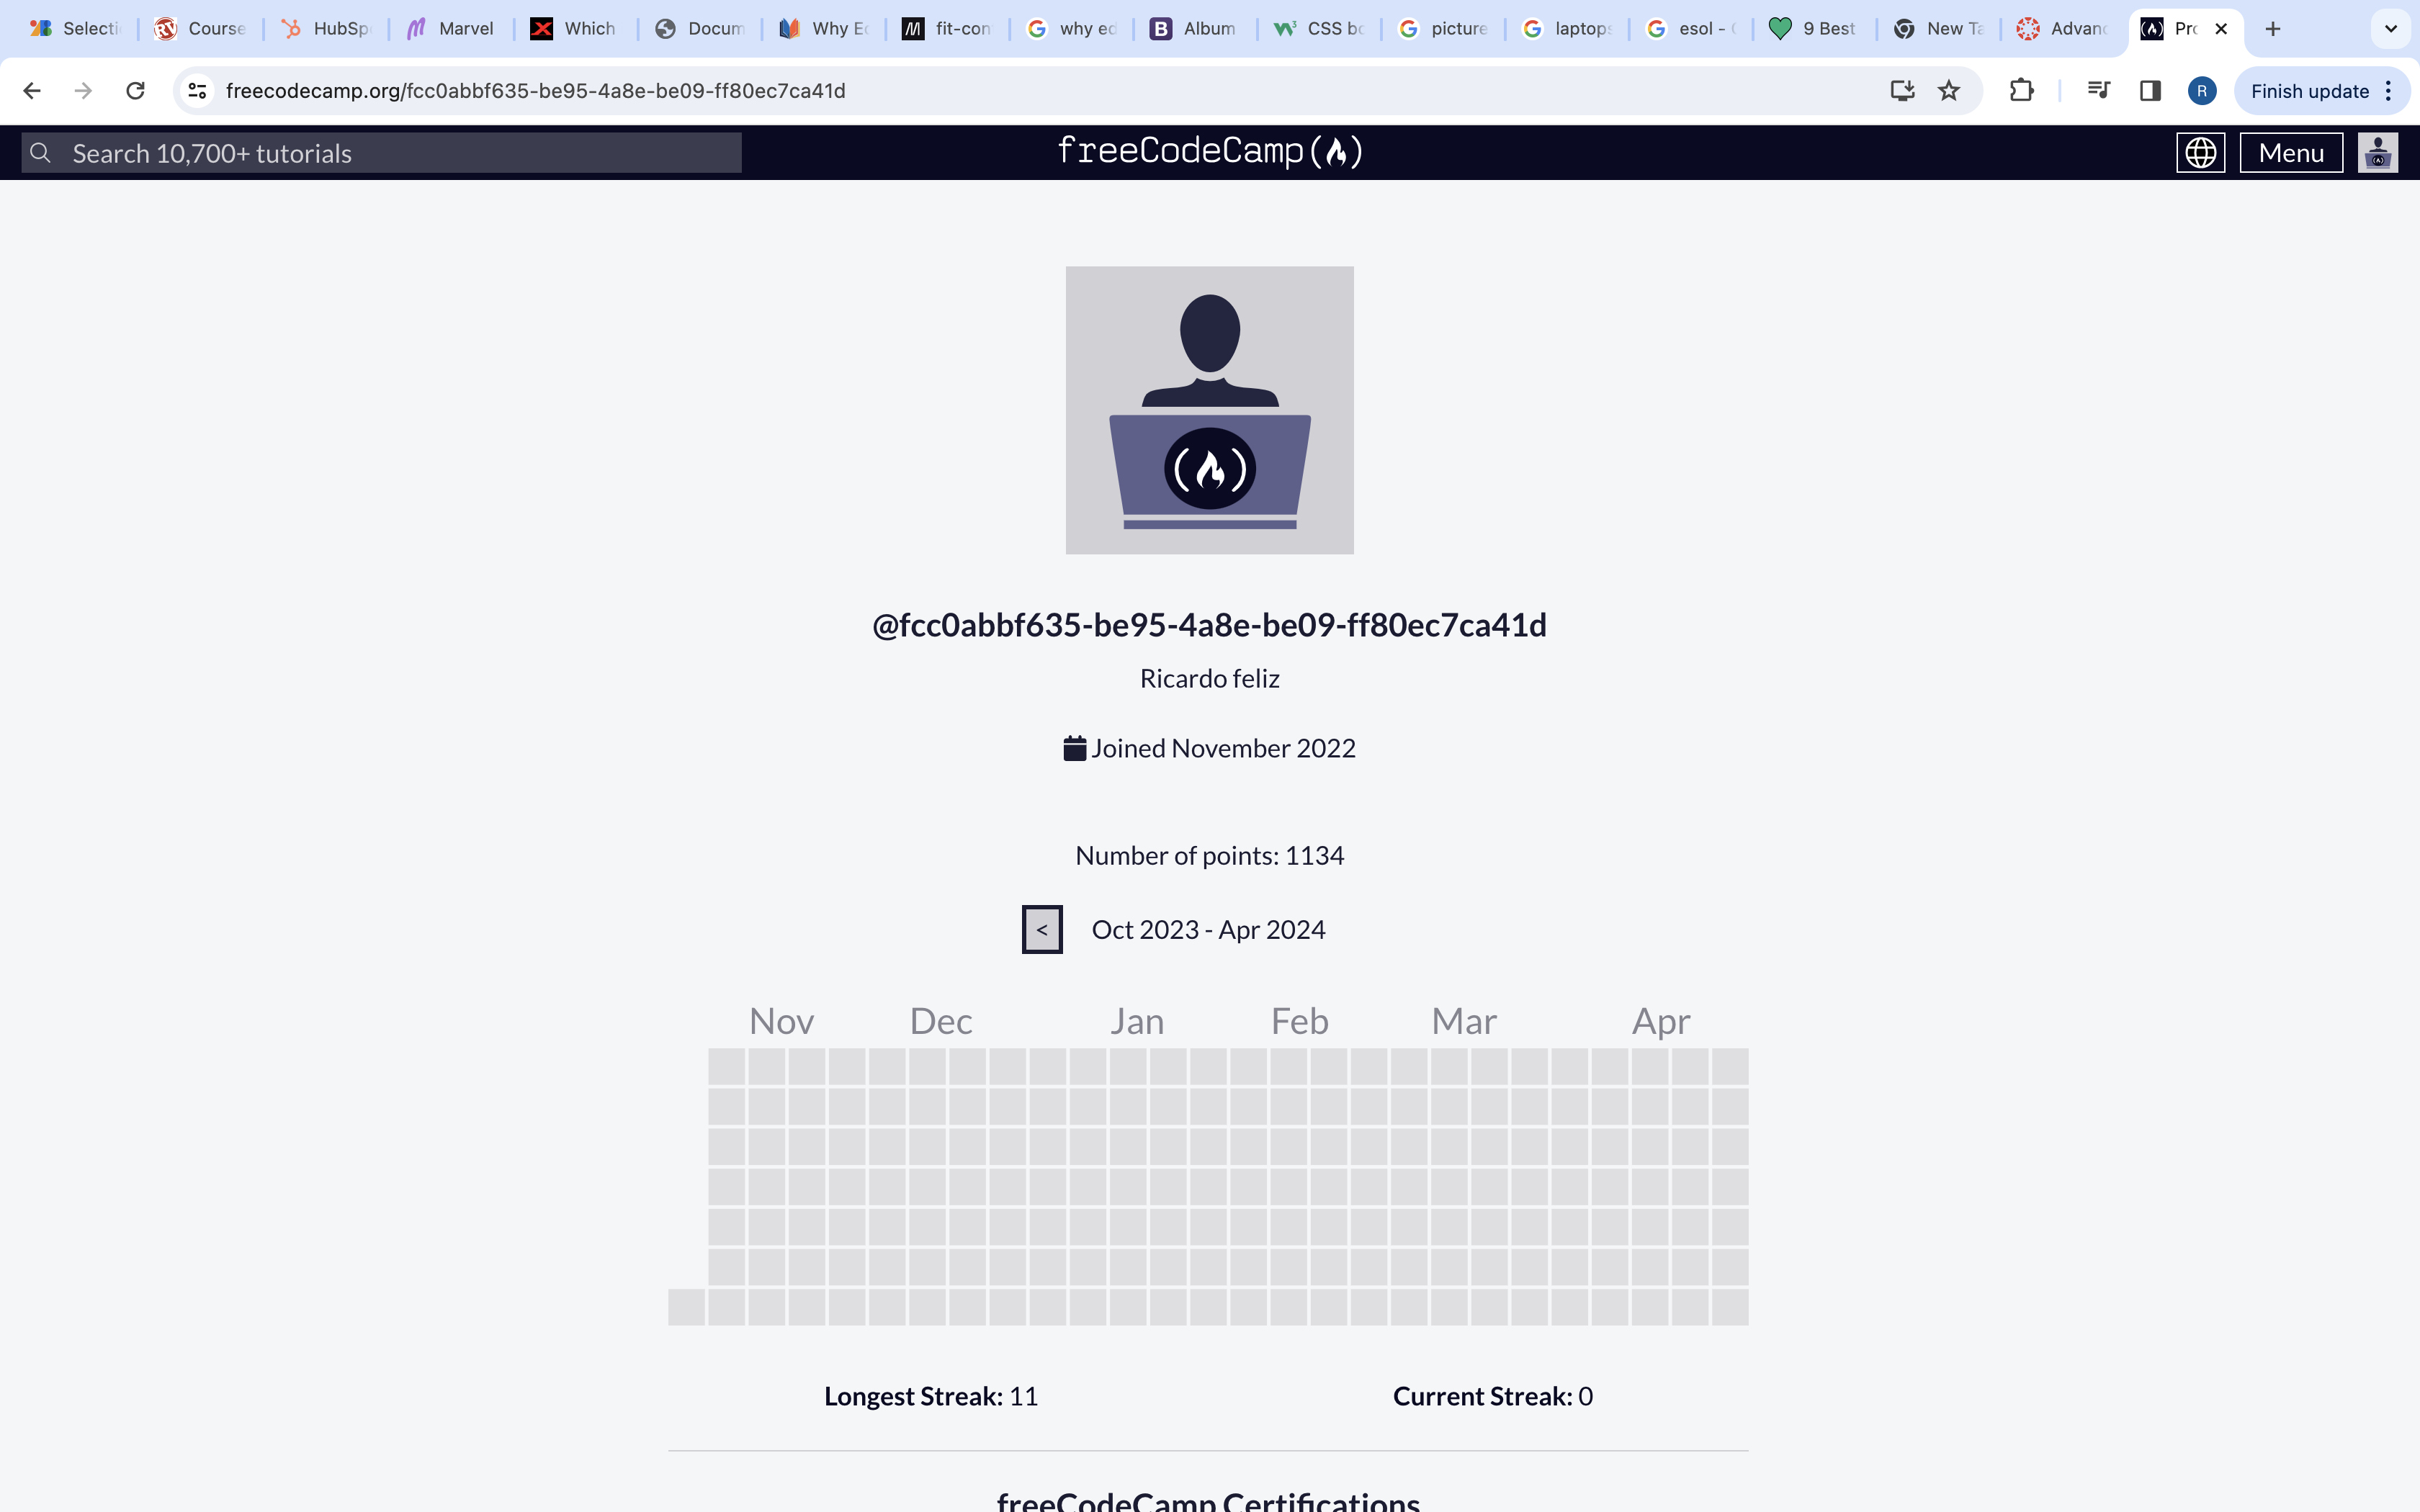 Selecti Course HubSp Marvel Which Docum Why Ec fit-con why ed Album CSS bo picture laptops esol - 9 Best New Ta Advanc Pro
freecodecamp.org/fcc0abbf635-be95-4a8e-be09-ff80ec7ca41d R Finish update
Search 10,700+ tutorials freeCodeCamp Menu
@fcc0abbf635-be95-4a8e-be09-ff80ec7ca41d
Ricardo feliz
Joined November 2022
Number of points: 1134
< Oct 2023 - Apr 2024
Nov Dec Jan Feb Mar Apr
Longest Streak: 11 Current Streak: 0
freeCodeCamp Certifications